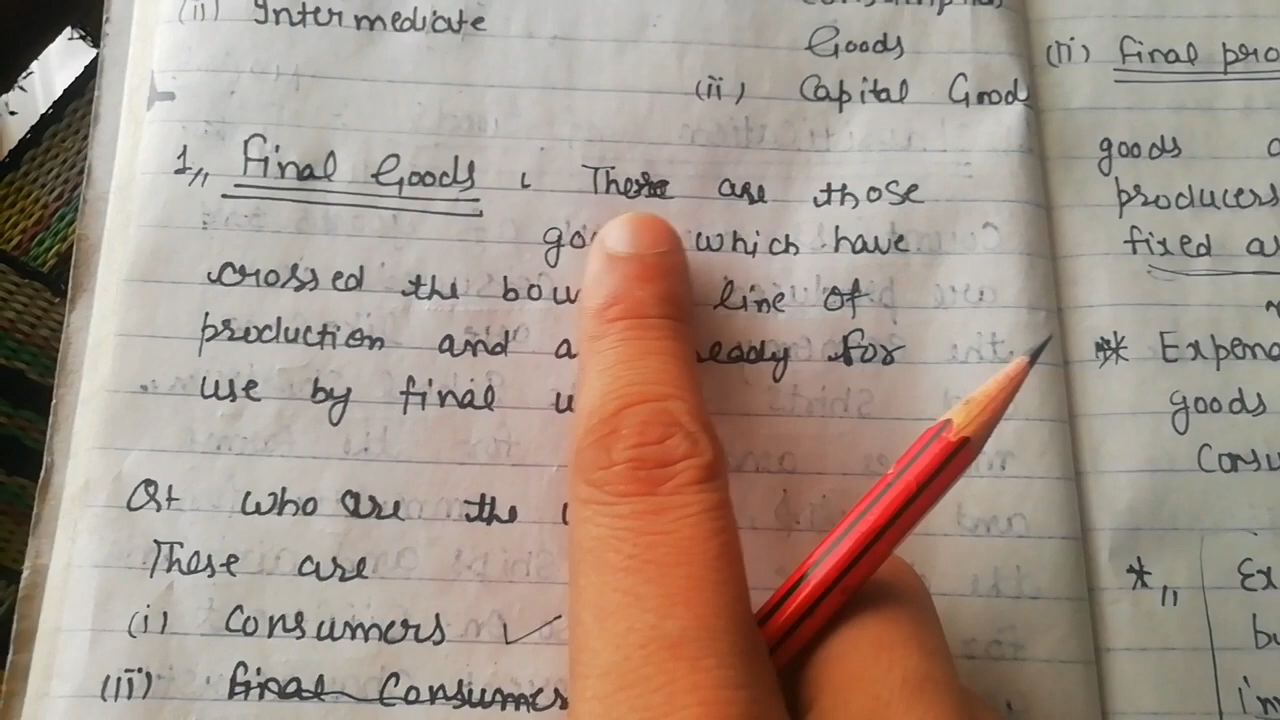 (ii) Intermediate
Goods
(ii) Capital Good
1,, Final Goods : These are those
which have
crossed the line of
production and for
use by final
Q+ who are the
These are
(i) Consumers ✓
(ii) Consumer
(ii) final pro
goods
producers
fixed
** Expend
goods
Consu
*,, Ex
bu
in